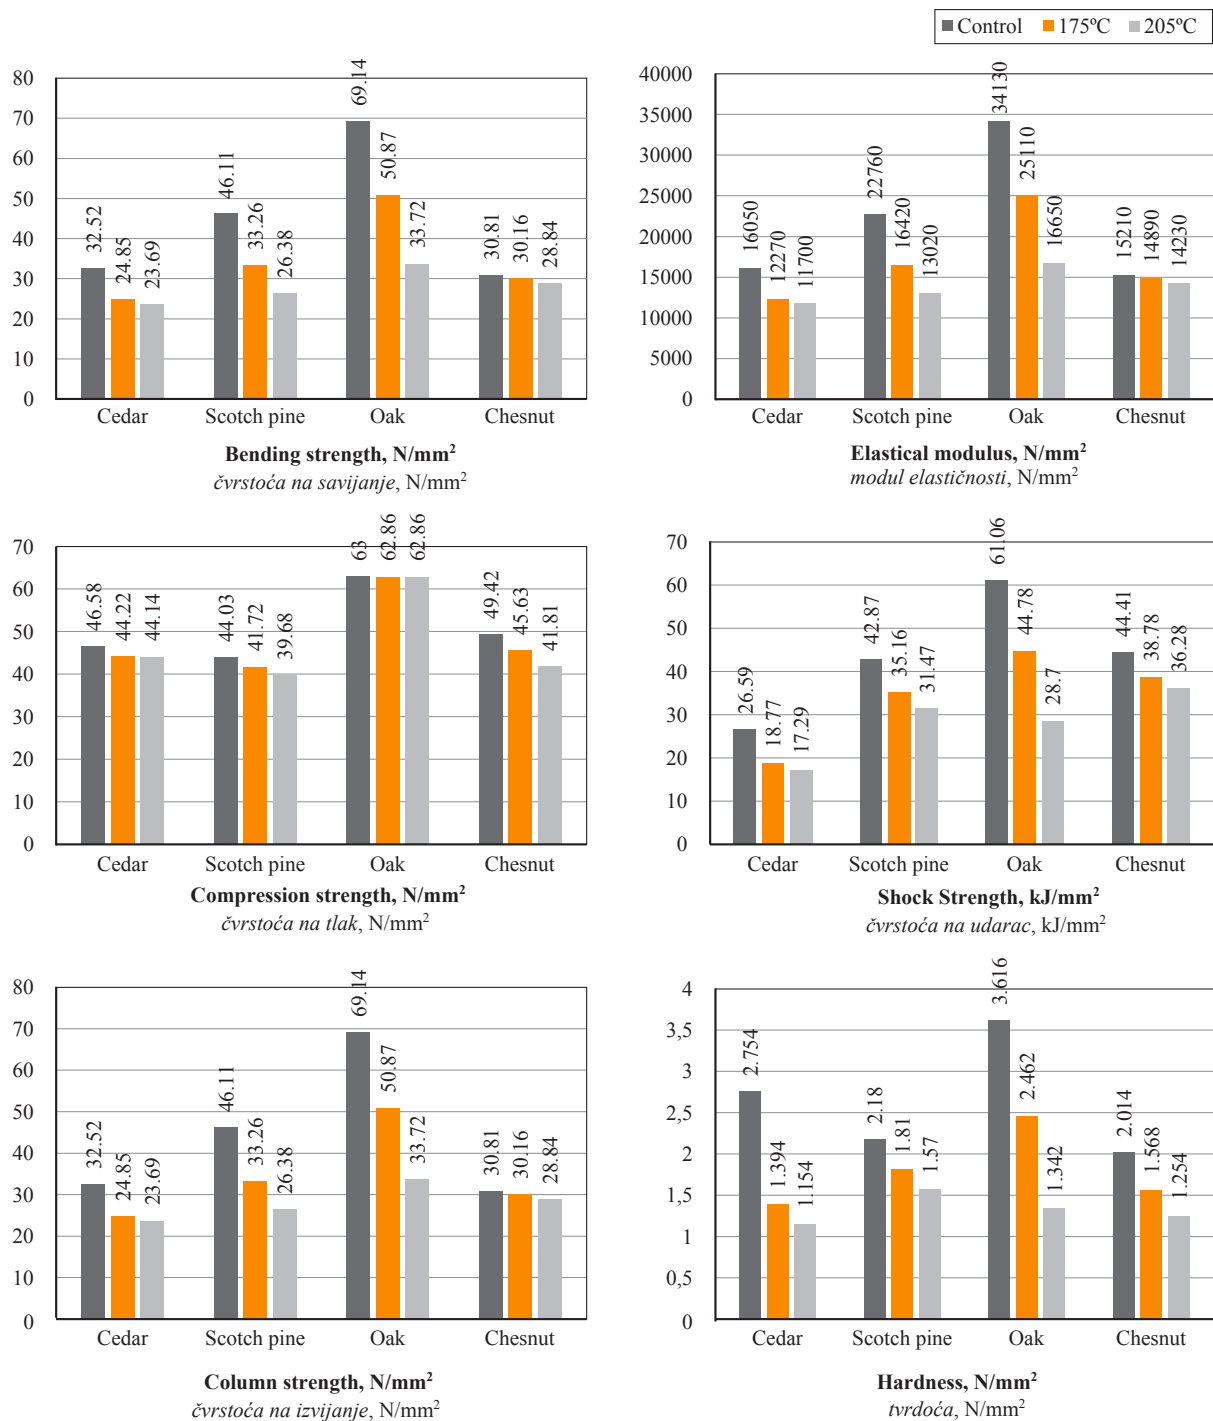 Control 175ºC 205ºC
80
70
60
50
40
30
20
10
0
32.52 24.85 23.69 46.11 33.26 26.38 69.14 50.87 33.72 30.81 30.16 28.84
Cedar Scotch pine Oak Chesnut
Bending strength, N/mm²
čvrstoća na savijanje, N/mm²
40000
35000
30000
25000
20000
15000
10000
5000
0
16050 12270 11700 22760 16420 13020 34130 25110 16650 15210 14890 14230
Cedar Scotch pine Oak Chesnut
Elastical modulus, N/mm²
modul elastičnosti, N/mm²
70
60
50
40
30
20
10
0
46.58 44.22 44.14 44.03 41.72 39.68 63 62.86 62.86 49.42 45.63 41.81
Cedar Scotch pine Oak Chesnut
Compression strength, N/mm²
čvrstoća na tlak, N/mm²
70
60
50
40
30
20
10
0
26.59 18.77 17.29 42.87 35.16 31.47 61.06 44.78 28.7 44.41 38.78 36.28
Cedar Scotch pine Oak Chesnut
Shock Strength, kJ/mm²
čvrstoća na udarac, kJ/mm²
80
70
60
50
40
30
20
10
0
32.52 24.85 23.69 46.11 33.26 26.38 69.14 50.87 33.72 30.81 30.16 28.84
Cedar Scotch pine Oak Chesnut
Column strength, N/mm²
čvrstoća na izvijanje, N/mm²
4
3,5
3
2,5
2
1,5
1
0,5
0
2.754 1.394 1.154 2.18 1.81 1.57 3.616 2.462 1.342 2.014 1.568 1.254
Cedar Scotch pine Oak Chesnut
Hardness, N/mm²
tvrdoća, N/mm²